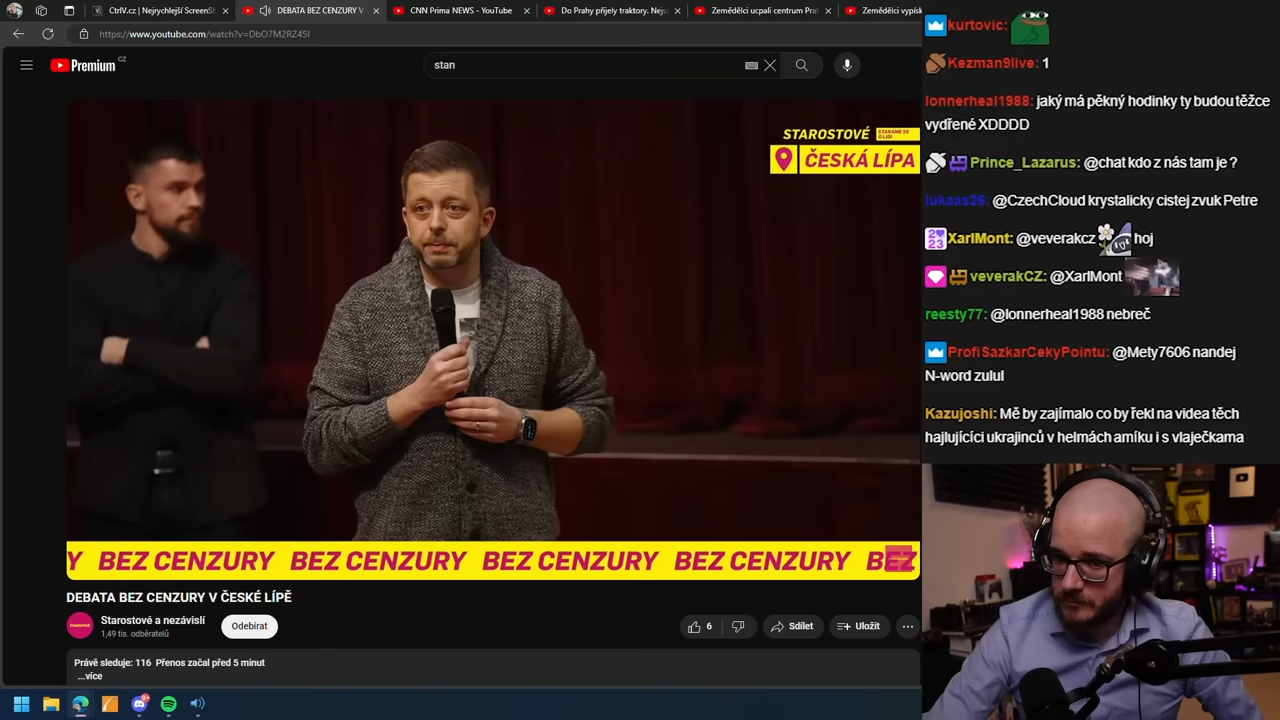 CtrlV.cz | Nejrychlejší ScreenSh
DEBATA BEZ CENZURY V
CNN Prima NEWS - YouTube
Do Prahy přijely traktory. Nejsa
Zemědělci ucpali centrum Pra
Zemědělci vypísk
https://www.youtube.com/watch?v=DbO7M2RZ45I
Premium CZ
stan
STAROSTOVÉ STARÁME SE O LIDI
ČESKÁ LÍPA
Y BEZ CENZURY BEZ CENZURY BEZ CENZURY BEZ CENZURY BEZ
DEBATA BEZ CENZURY V ČESKÉ LÍPĚ
Starostové a nezávislí
1,49 tis. odběratelů
Odebírat
6
Sdílet
Uložit
Právě sleduje: 116 Přenos začal před 5 minut
...více
kurtovic:
Kezman9live: 1
lonnerheal1988: jaký má pěkný hodinky ty budou těžce
vydřené XDDDD
Prince_Lazarus: @chat kdo z nás tam je ?
lukaas26: @CzechCloud krystalicky cistej zvuk Petre
XarlMont: @veverakcz hoj
veverakCZ: @XarlMont
reesty77: @lonnerheal1988 nebreč
ProfiSazkarCekyPointu: @Mety7606 nandej
N-word zulul
Kazujoshi: Mě by zajímalo co by řekl na videa těch
hajlujících ukrajinců v helmách amíku i s vlaječkama